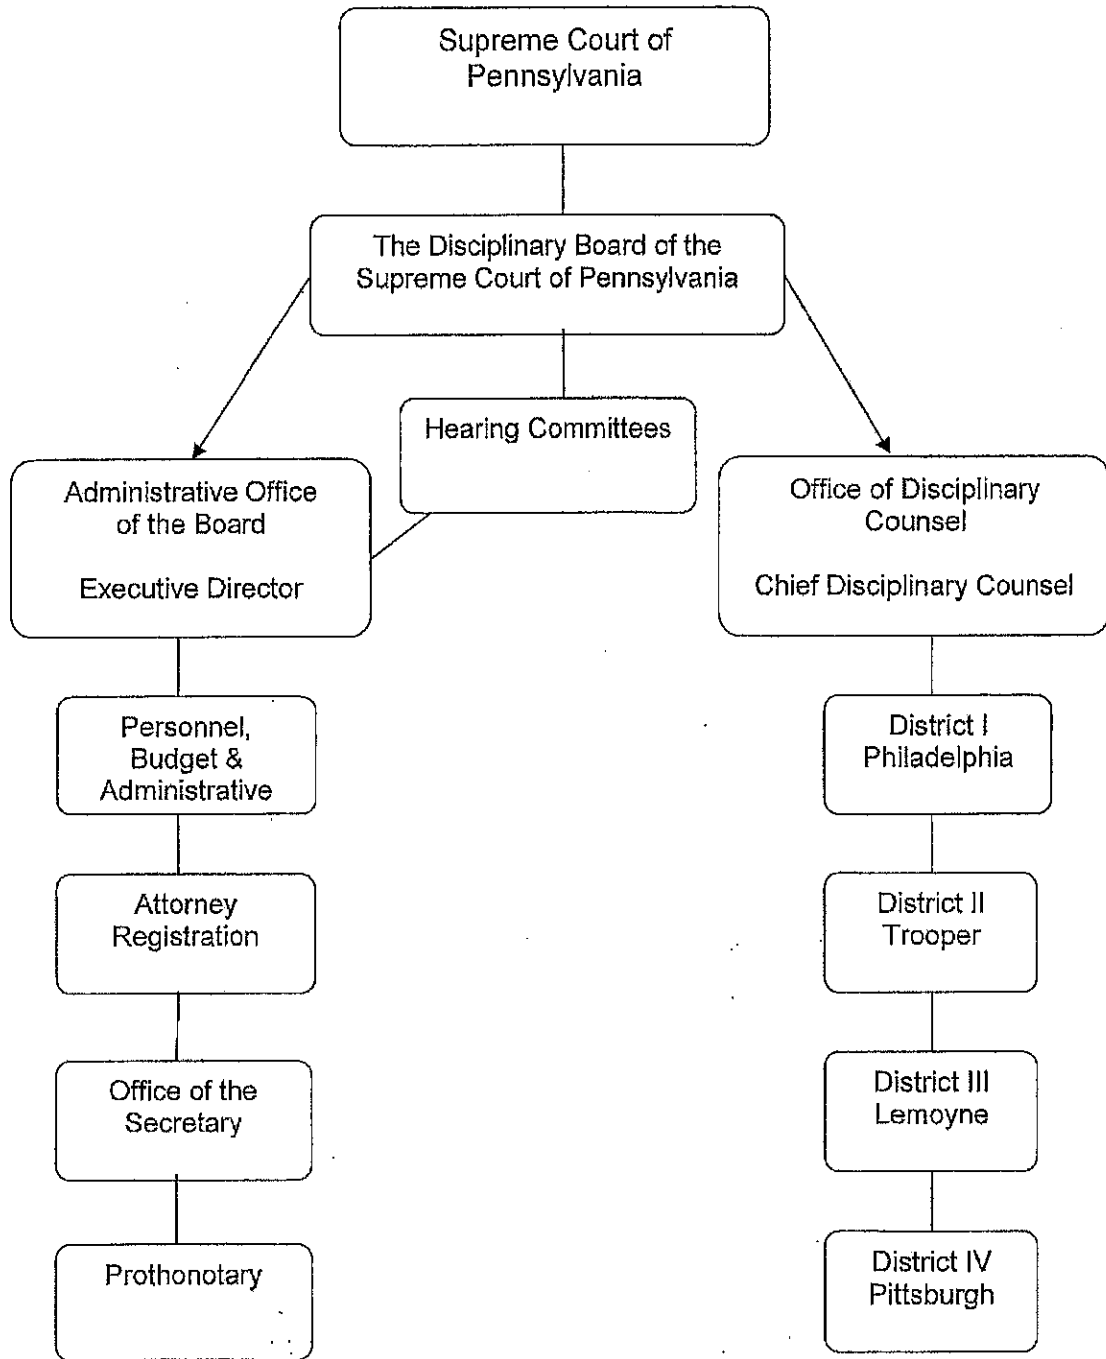 Supreme Court of
Pennsylvania
The Disciplinary Board of the
Supreme Court of Pennsylvania
Hearing Committees
Administrative Office
of the Board
Executive Director
Office of Disciplinary
Counsel
Chief Disciplinary Counsel
Personnel,
Budget &
Administrative
District I
Philadelphia
Attorney
Registration
District II
Trooper
Office of the
Secretary
District III
Lemoyne
Prothonotary
District IV
Pittsburgh